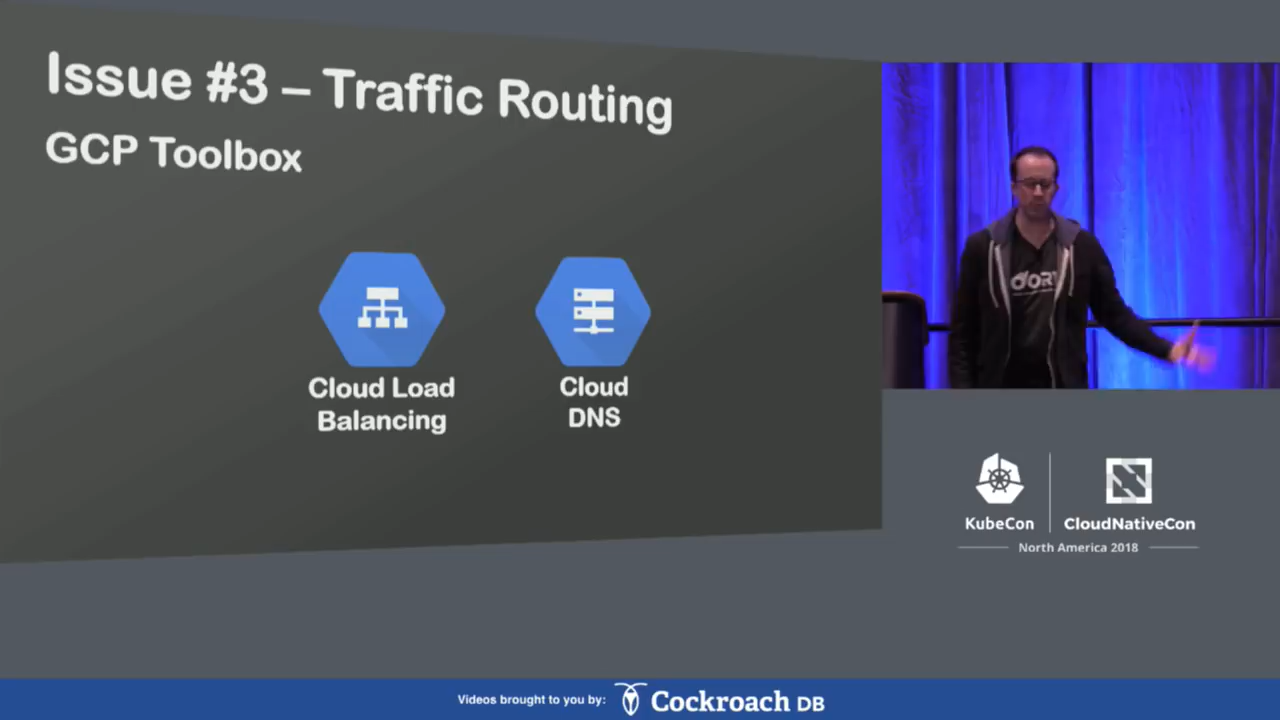 Issue #3 – Traffic Routing
GCP Toolbox
Cloud Load
Balancing
Cloud
DNS
KubeCon
CloudNativeCon
North America 2018
Videos brought to you by:
Cockroach DB